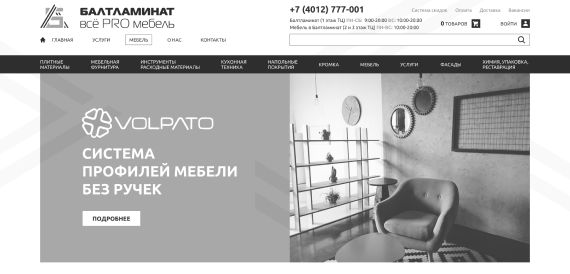 БАЛТЛАМИНАТ
всё PRO мебель
+7 (4012) 777-001
Балтламинат (1 этаж ТЦ) ПН-СБ: 9:00-20:00 ВС: 10:00-20:00
Мебель в Балтламинат (2 и 3 этаж ТЦ) ПН-ВС: 10:00-20:00
Система скидок Оплата Доставка Вакансии
0 ТОВАРОВ ВОЙТИ
ГЛАВНАЯ УСЛУГИ МЕБЕЛЬ О НАС КОНТАКТЫ
ПЛИТНЫЕ МАТЕРИАЛЫ
МЕБЕЛЬНАЯ ФУРНИТУРА
ИНСТРУМЕНТЫ
РАСХОДНЫЕ МАТЕРИАЛЫ
КУХОННАЯ ТЕХНИКА
НАПОЛЬНЫЕ ПОКРЫТИЯ
КРОМКА
МЕБЕЛЬ
УСЛУГИ
ФАСАДЫ
ХИМИЯ, УПАКОВКА,
РЕСТАВРАЦИЯ
VOLPATO
СИСТЕМА
ПРОФИЛЕЙ МЕБЕЛИ
БЕЗ РУЧЕК
ПОДРОБНЕЕ